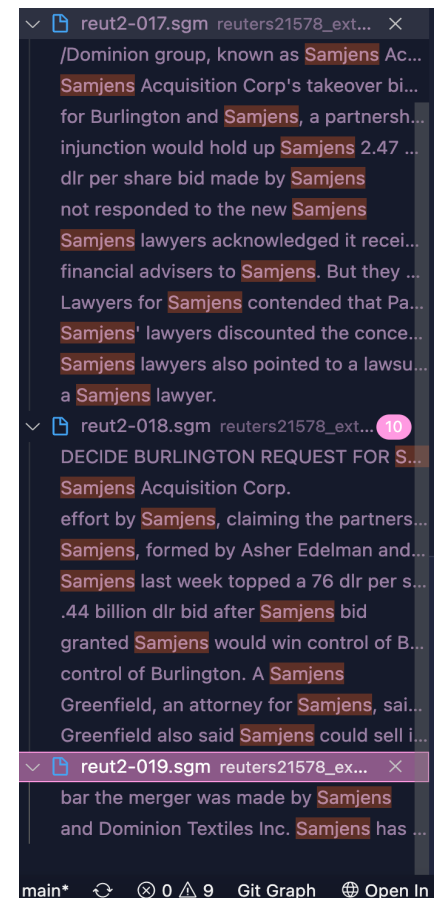 reut2-017.sgm reuters21578_ext...
/Dominion group, known as Samjens Ac...
Samjens Acquisition Corp's takeover bi...
for Burlington and Samjens, a partnersh...
injunction would hold up Samjens 2.47 ...
dlr per share bid made by Samjens
not responded to the new Samjens
Samjens lawyers acknowledged it recei...
financial advisers to Samjens. But they ...
Lawyers for Samjens contended that Pa...
Samjens' lawyers discounted the conce...
Samjens lawyers also pointed to a lawsu...
a Samjens lawyer.
reut2-018.sgm reuters21578_ext... 10
DECIDE BURLINGTON REQUEST FOR S...
Samjens Acquisition Corp.
effort by Samjens, claiming the partners...
Samjens, formed by Asher Edelman and...
Samjens last week topped a 76 dlr per s...
.44 billion dlr bid after Samjens bid
granted Samjens would win control of B...
control of Burlington. A Samjens
Greenfield, an attorney for Samjens, sai...
Greenfield also said Samjens could sell i...
reut2-019.sgm reuters21578_ex...
bar the merger was made by Samjens
and Dominion Textiles Inc. Samjens has ...
main* 0 9 Git Graph Open In